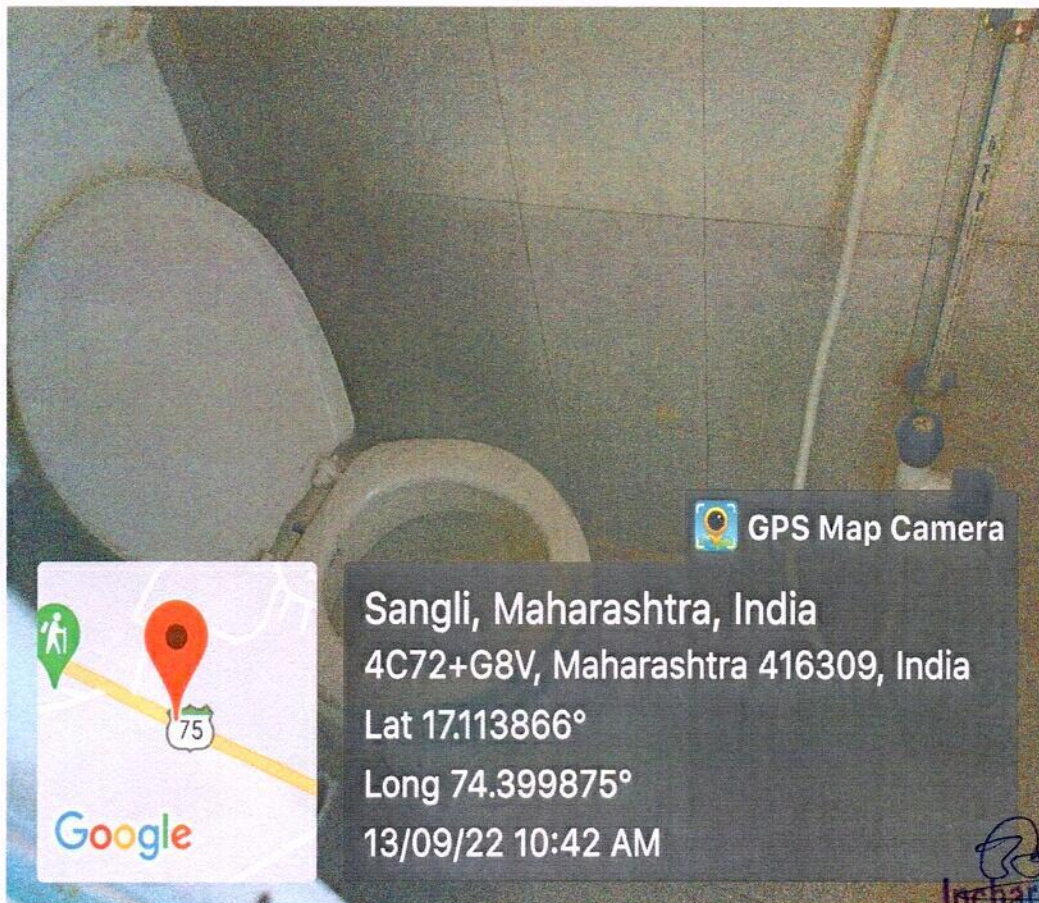 GPS Map Camera
Sangli, Maharashtra, India
4C72+G8V, Maharashtra 416309, India
Lat 17.113866°
Long 74.399875°
13/09/22 10:42 AM
75
Google